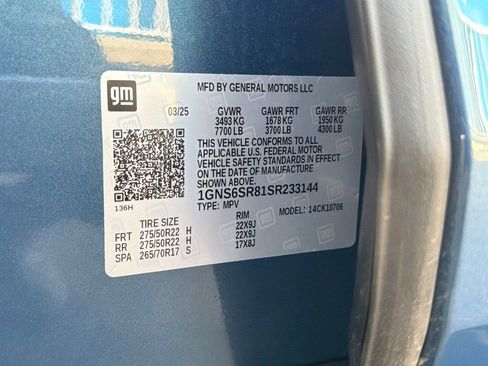 gm
MFD BY GENERAL MOTORS LLC
03/25 GVWR GAWR FRT GAWR RR
3493 KG 1678 KG 1950 KG
7700 LB 3700 LB 4300 LB
THIS VEHICLE CONFORMS TO ALL
APPLICABLE U.S. FEDERAL MOTOR
VEHICLE SAFETY STANDARDS IN EFFECT
ON THE DATE OF MANUFACTURE
SHOWN ABOVE.
1GNS6SR81SR233144
TYPE: MPV MODEL: 14CK10706
136H
TIRE SIZE RIM
FRT 275/50R22 H 22X9J
RR 275/50R22 H 22X9J
SPA 265/70R17 S 17X8J